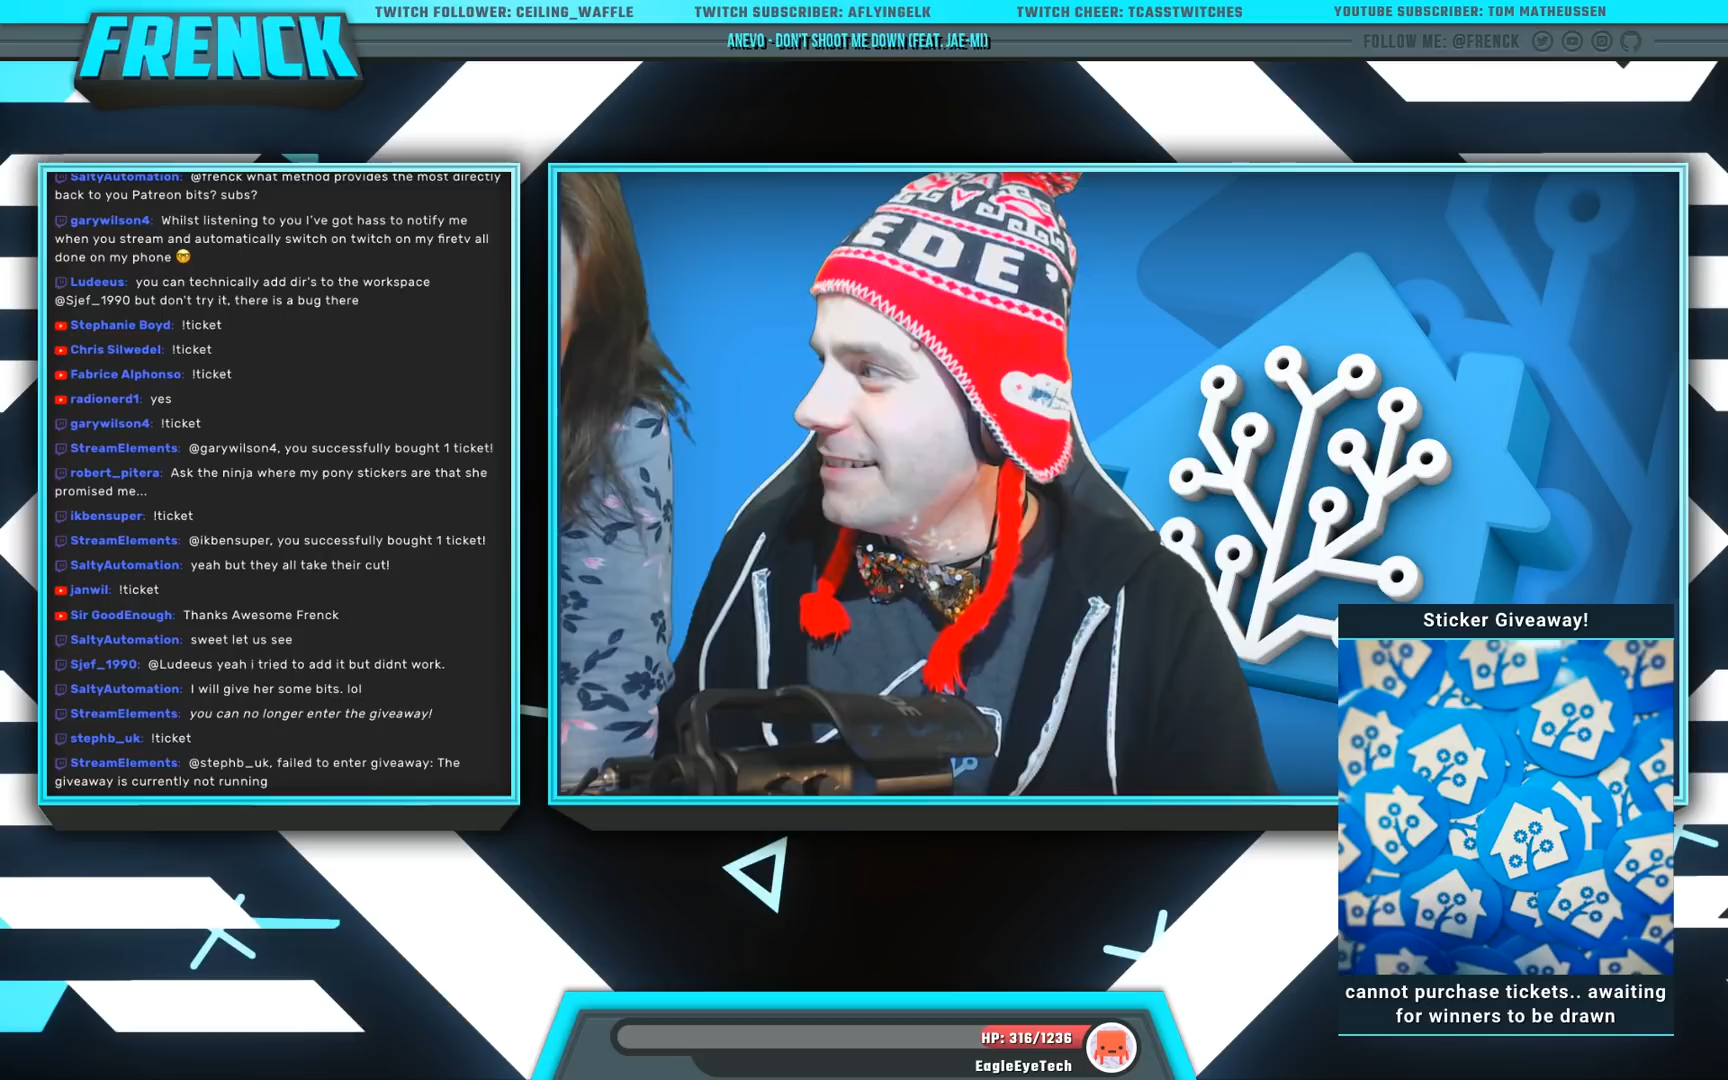 TWITCH FOLLOWER: CEILING_WAFFLE
TWITCH SUBSCRIBER: AFLYINGELK
TWITCH CHEER: TCASSTWITCHES
YOUTUBE SUBSCRIBER: TOM MATHEUSSEN
FRENCK
ANEVO - DON'T SHOOT ME DOWN (FEAT. JAE-MI)
FOLLOW ME: @FRENCK
SaltyAutomation: @frenck what method provides the most directly
back to you Patreon bits? subs?
garywilson4: Whilst listening to you I've got hass to notify me
when you stream and automatically switch on twitch on my firetv all
done on my phone 🤓
Ludeeus: you can technically add dir's to the workspace
@Sjef_1990 but don't try it, there is a bug there
Stephanie Boyd: !ticket
Chris Silwedel: !ticket
Fabrice Alphonso: !ticket
radionerd1: yes
garywilson4: !ticket
StreamElements: @garywilson4, you successfully bought 1 ticket!
robert_pitera: Ask the ninja where my pony stickers are that she
promised me...
ikbensuper: !ticket
StreamElements: @ikbensuper, you successfully bought 1 ticket!
SaltyAutomation: yeah but they all take their cut!
janwil: !ticket
Sir GoodEnough: Thanks Awesome Frenck
SaltyAutomation: sweet let us see
Sjef_1990: @Ludeeus yeah i tried to add it but didnt work.
SaltyAutomation: I will give her some bits. lol
StreamElements: you can no longer enter the giveaway!
stephb_uk: !ticket
StreamElements: @stephb_uk, failed to enter giveaway: The
giveaway is currently not running
EDE'
Sticker Giveaway!
cannot purchase tickets.. awaiting
for winners to be drawn
HP: 316/1236
EagleEyeTech